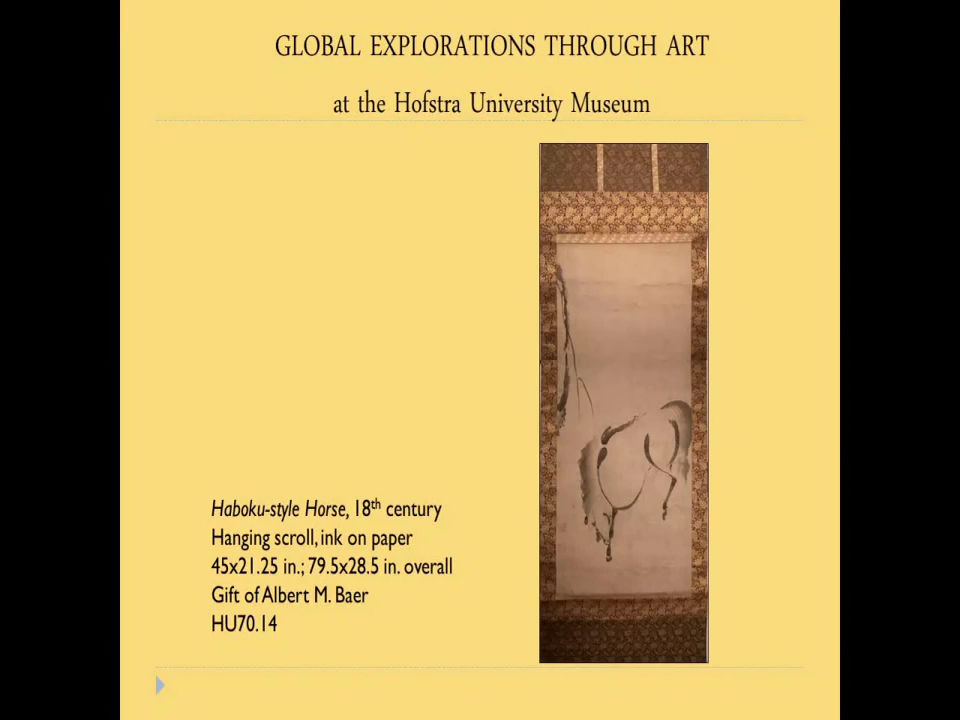 GLOBAL EXPLORATIONS THROUGH ART
at the Hofstra University Museum
Haboku-style Horse, 18th century
Hanging scroll, ink on paper
45x21.25 in.; 79.5x28.5 in. overall
Gift of Albert M. Baer
HU70.14